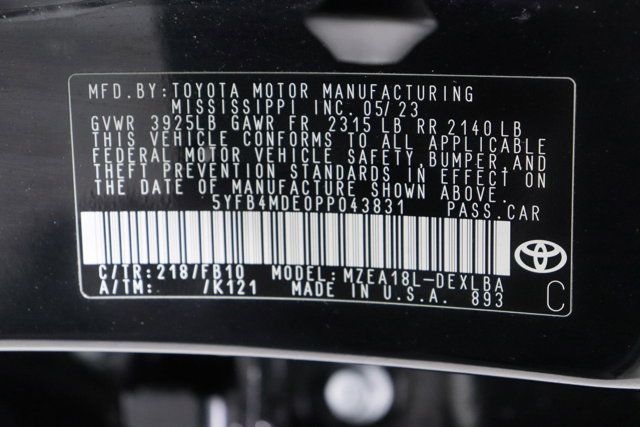 MFD.BY:TOYOTA MOTOR MANUFACTURING
MISSISSIPPI INC. 05/23
GVWR 3925LB GAWR FR. 2315 LB RR 2140 LB
THIS VEHICLE CONFORMS TO ALL APPLICABLE
FEDERAL MOTOR VEHICLE SAFETY, BUMPER,AND
THEFT PREVENTION STANDARDS IN EFFECT ON
THE DATE OF MANUFACTURE SHOWN ABOVE.
5YFB4MDE0PP043831 PASS.CAR
C/TR:218/FB10 MODEL: MZEA18L-DEXLBA
A/TM: /K121 MADE IN U.S.A. 893
C